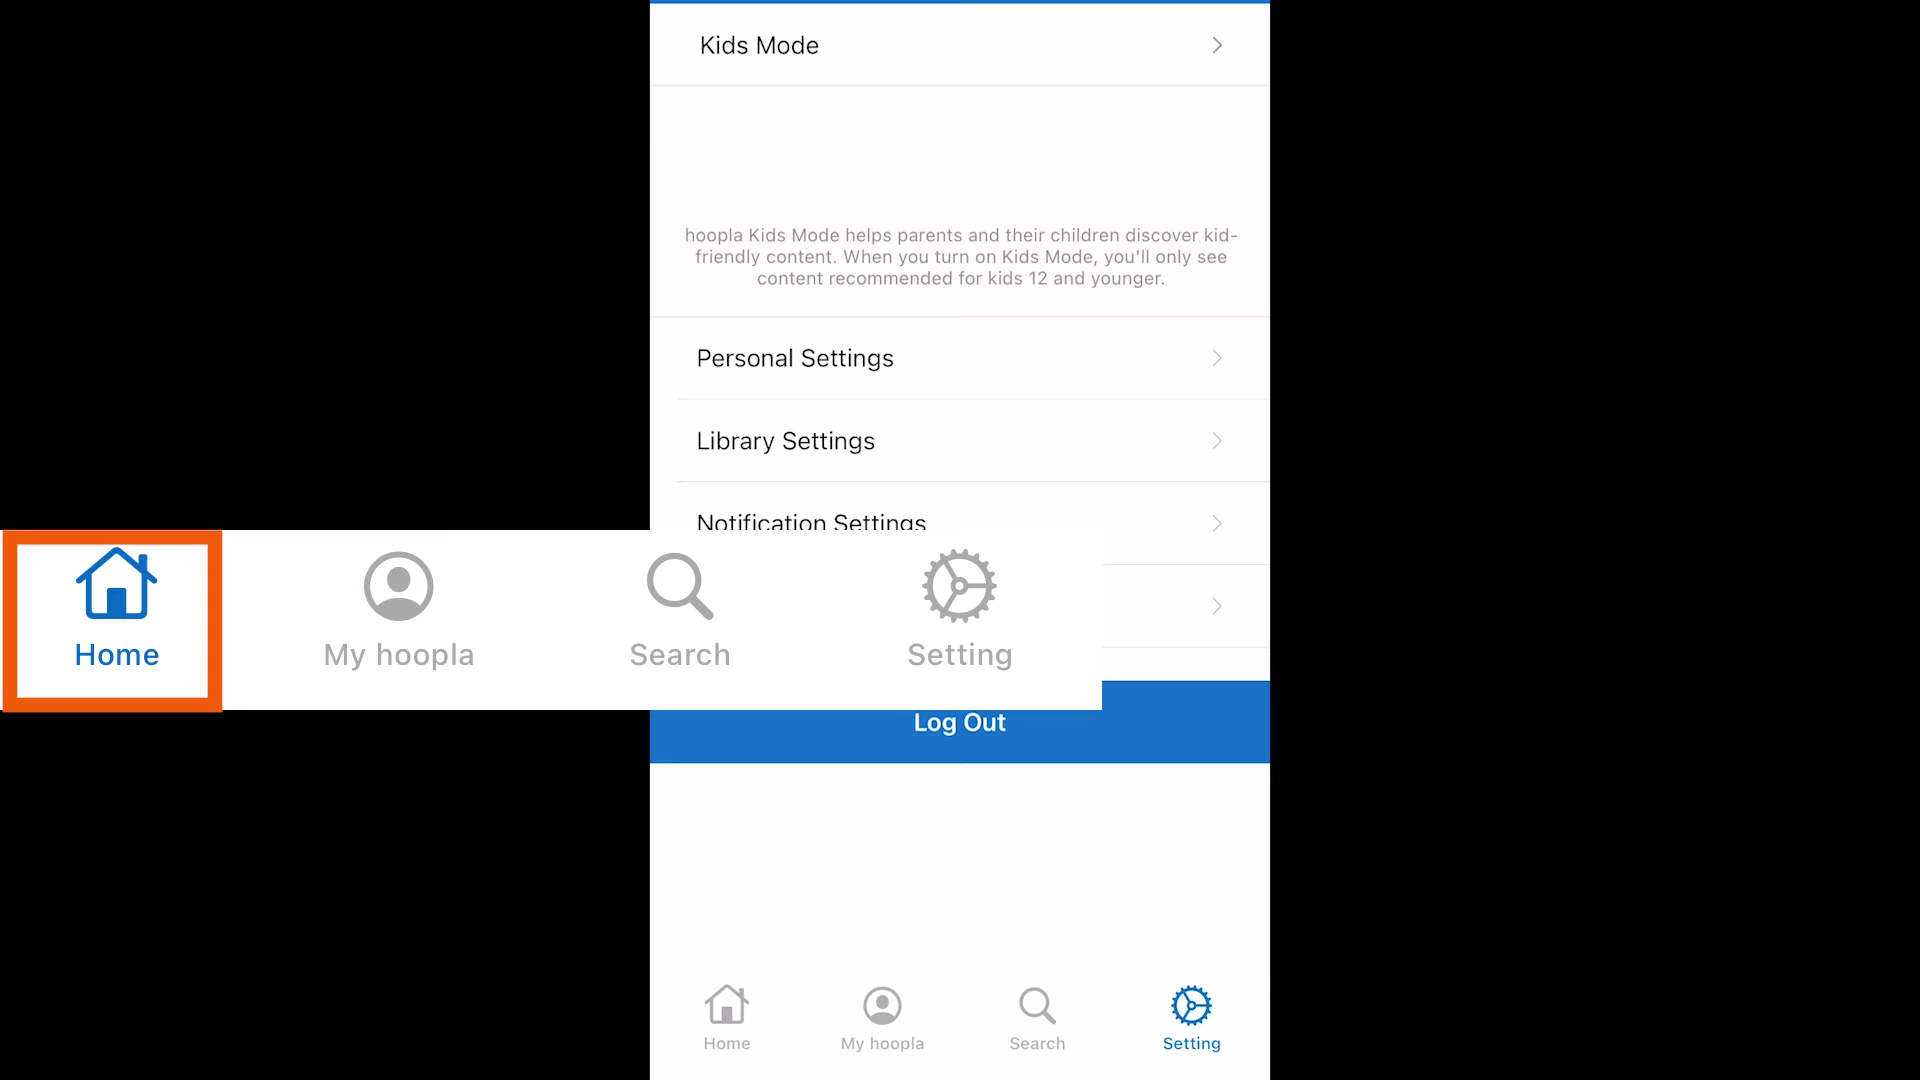 Kids Mode
hoopla Kids Mode helps parents and their children discover kid-
friendly content. When you turn on Kids Mode, you'll only see
content recommended for kids 12 and younger.
Personal Settings
Library Settings
Notification Settings
Home My hoopla Search Setting
Log Out
Home My hoopla Search Setting